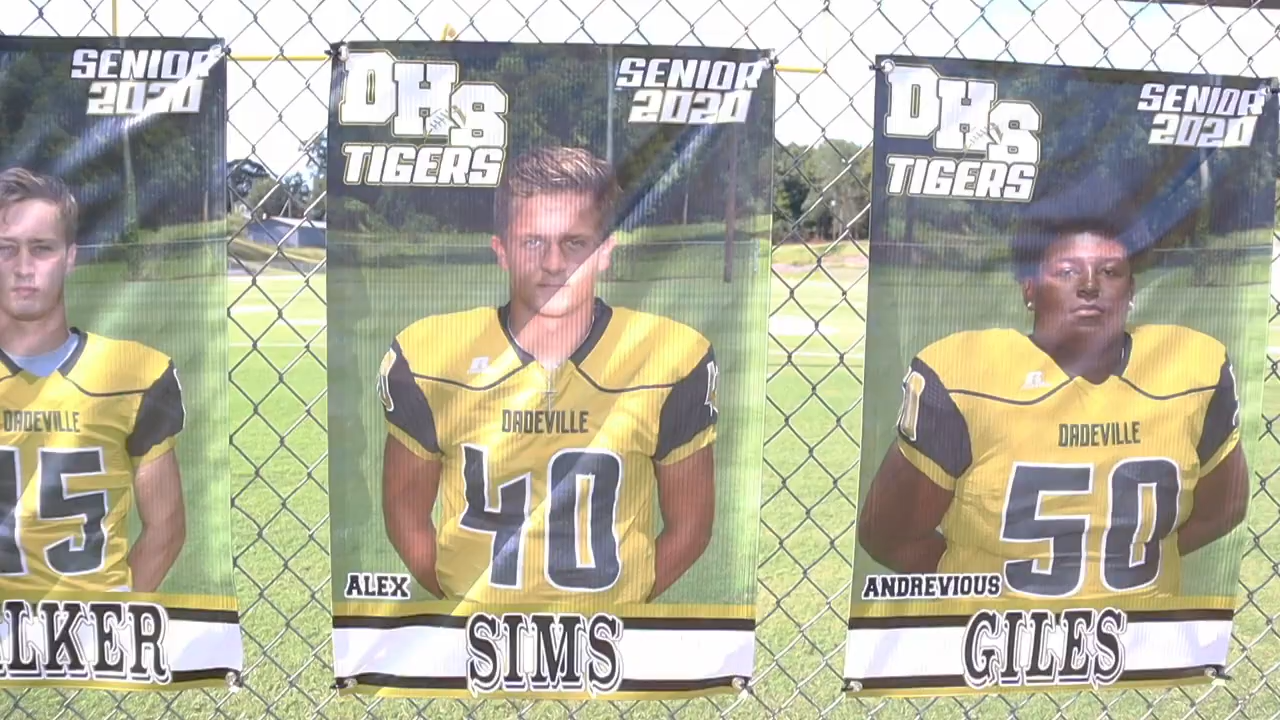 SENIOR
2020
DADEVILLE
15
DHS
TIGERS
SENIOR
2020
DADEVILLE
40
ALEX
SIMS
DHS
TIGERS
SENIOR
2020
DADEVILLE
50
ANDREVIOUS
GILES